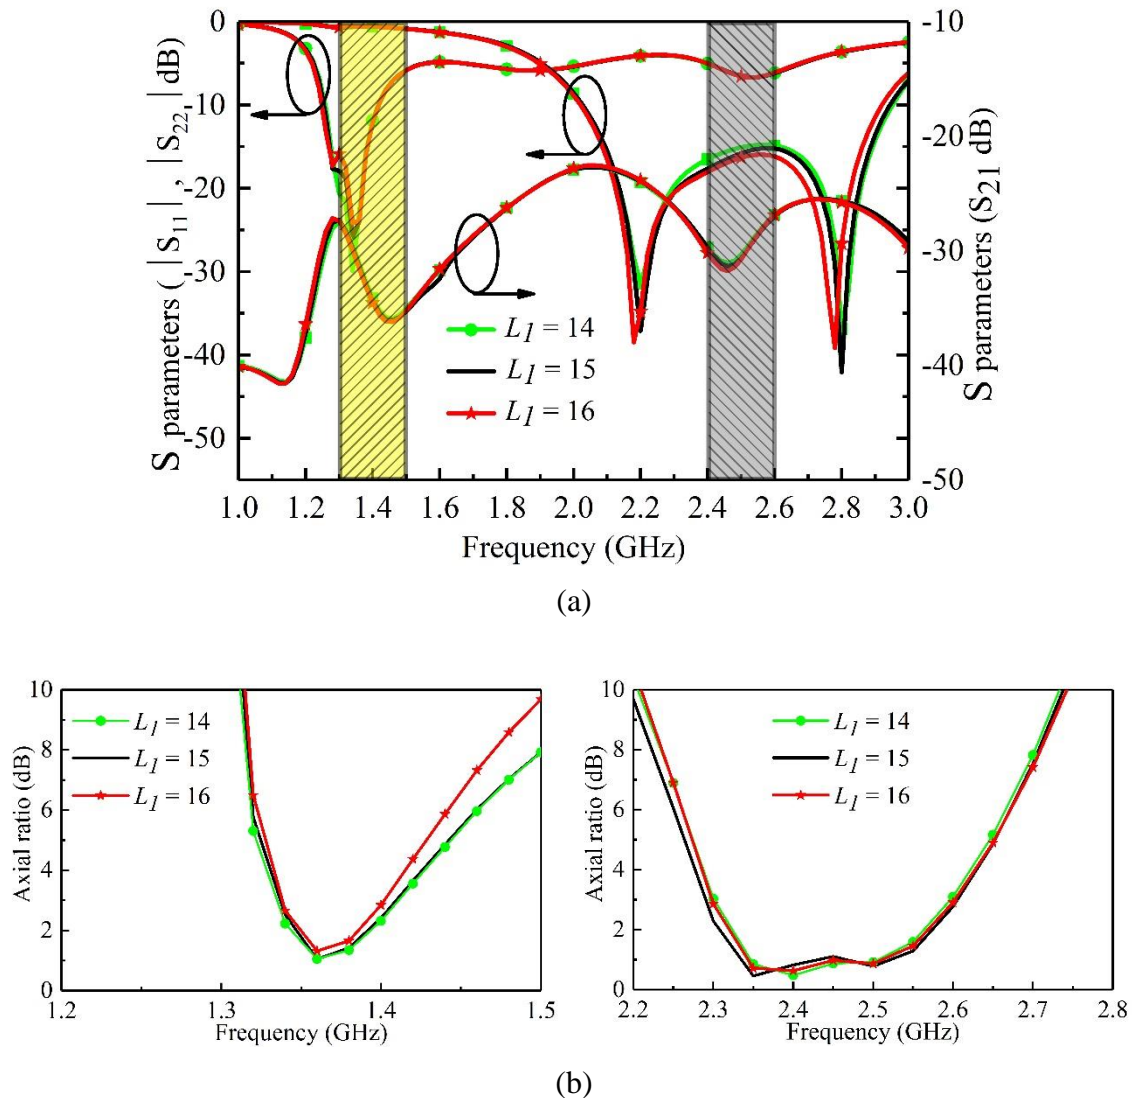 0
-10
-20
-30
-40
-50
S parameters (|S11|, |S22| dB
-10
-20
-30
-40
-50
S parameters (S21 dB)
L1 = 14
L1 = 15
L1 = 16
1.0 1.2 1.4 1.6 1.8 2.0 2.2 2.4 2.6 2.8 3.0
Frequency (GHz)
(a)
10
8
6
4
2
0
Axial ratio (dB)
L1 = 14
L1 = 15
L1 = 16
1.2 1.3 1.4 1.5
Frequency (GHz)
10
8
6
4
2
0
Axial ratio (dB)
L1 = 14
L1 = 15
L1 = 16
2.2 2.3 2.4 2.5 2.6 2.7 2.8
Frequency (GHz)
(b)